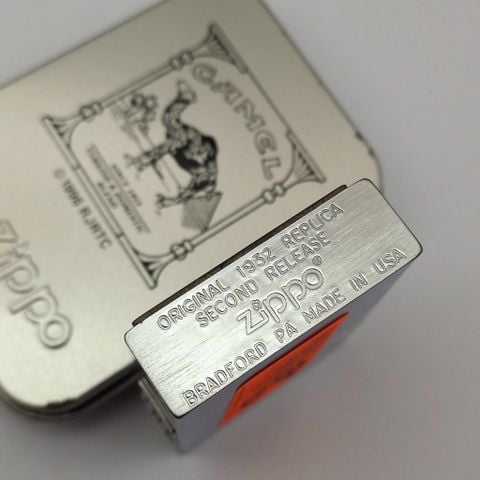 CAMEL
© 1996 RJRTC
Zippo
ORIGINAL 1932 REPLICA
SECOND RELEASE
Zippo®
BRADFORD PA MADE IN USA